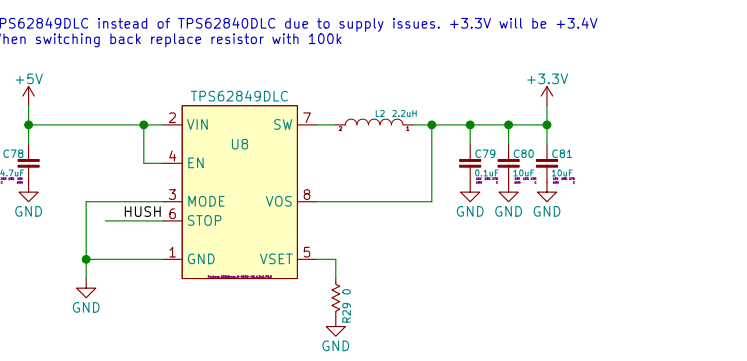 PS62849DLC instead of TPS62840DLC due to supply issues. +3.3V will be +3.4V
hen switching back replace resistor with 100k
+5V
+3.3V
TPS62849DLC
2 VIN
SW 7
L2 2.2uH
2
1
U8
C78
4.7uF
4 EN
C79
0.1uF
C80
10uF
C81
10uF
3 MODE
VOS 8
GND
GND GND GND
HUSH 6 STOP
1 GND
VSET 5
GND
R29 0
GND